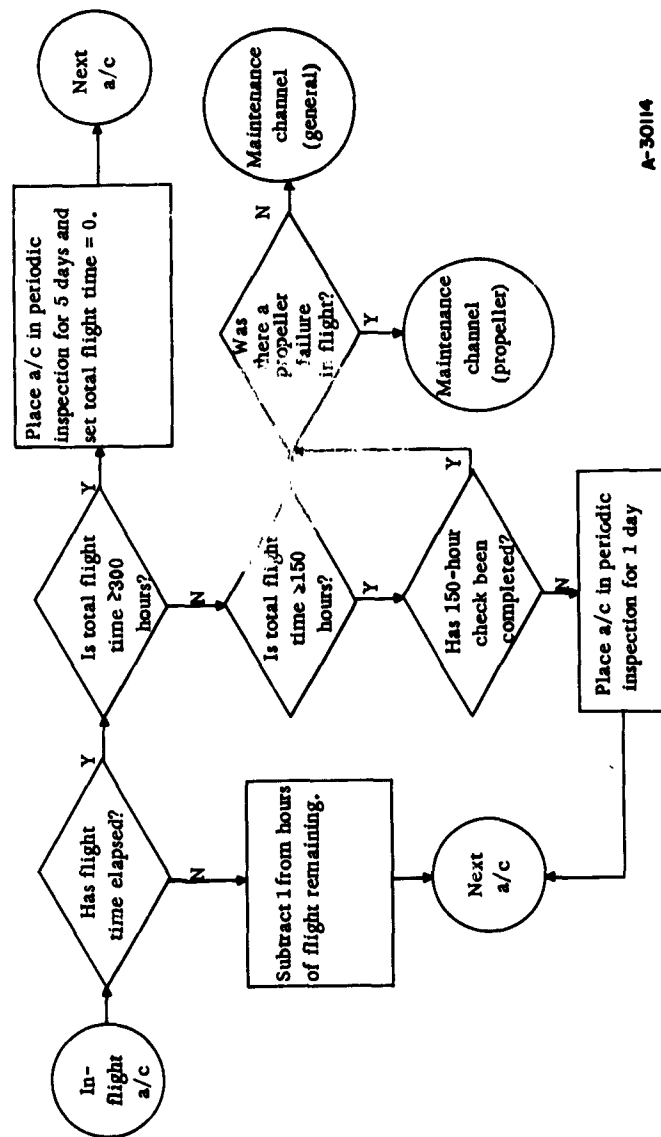 In-
flight
a/c
Has flight
time elapsed?
Y
N
Subtract 1 from hours
of flight remaining.
Next
a/c
Is total flight
time ≥300
hours?
Y
N
Place a/c in periodic
inspection for 5 days and
set total flight time = 0.
Next
a/c
Is total flight
time ≥150
hours?
Y
Has 150-hour
check been
completed?
Y
N
Place a/c in periodic
inspection for 1 day
Was
there a
propeller
failure
in flight?
N
Y
Maintenance
channel
(general)
Maintenance
channel
(propeller)
A-30114